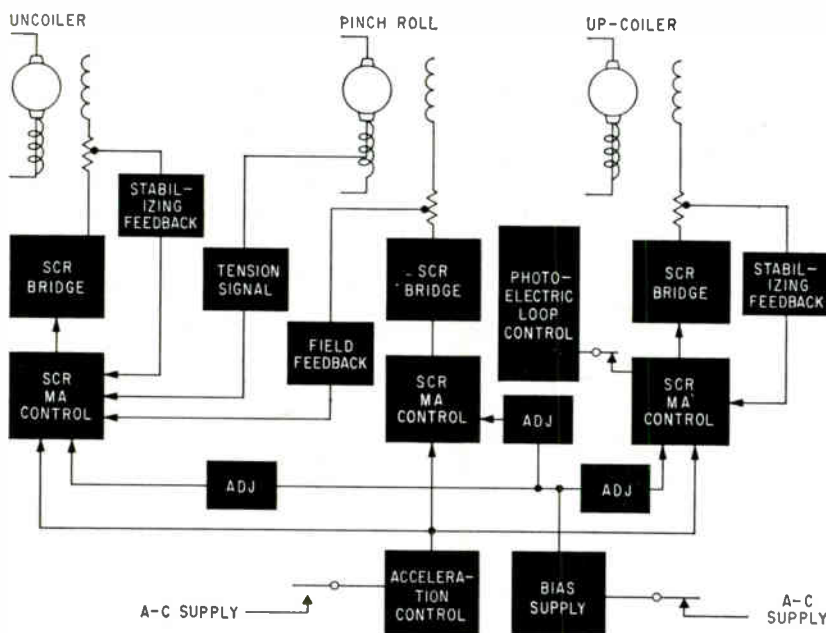 UNCOILER
PINCH ROLL
UP-COILER
STABIL-
IZING
FEEDBACK
SCR
BRIDGE
TENSION
SIGNAL
SCR
BRIDGE
PHOTO-
ELECTRIC
LOOP
CONTROL
SCR
BRIDGE
STABIL-
IZING
FEEDBACK
FIELD
FEEDBACK
SCR
MA
CONTROL
SCR
MA
CONTROL
ADJ
SCR
MA
CONTROL
ADJ
ADJ
ACCELERA-
TION
CONTROL
BIAS
SUPPLY
A-C SUPPLY
A-C
SUPPLY